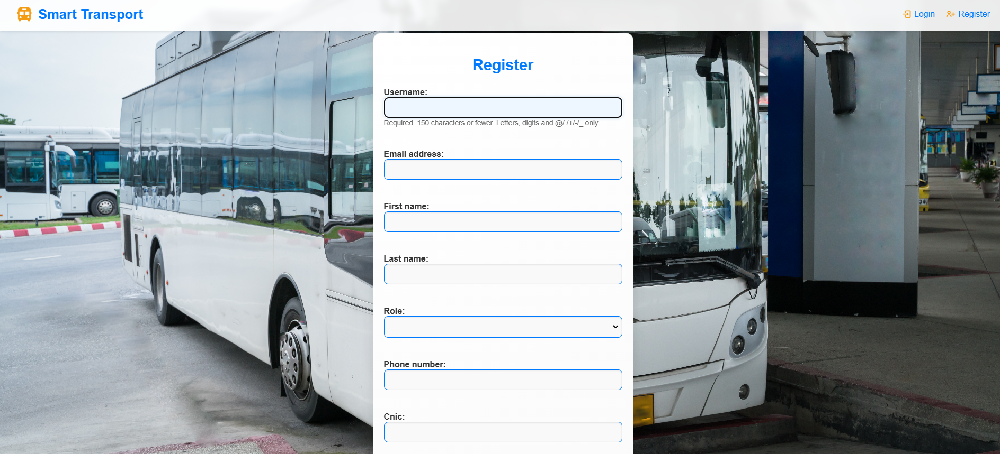 Smart Transport
Login
Register
Register
Username:
Required. 150 characters or fewer. Letters, digits and @/./+/-/_ only.
Email address:
First name:
Last name:
Role:
---------
Phone number:
Cnic: